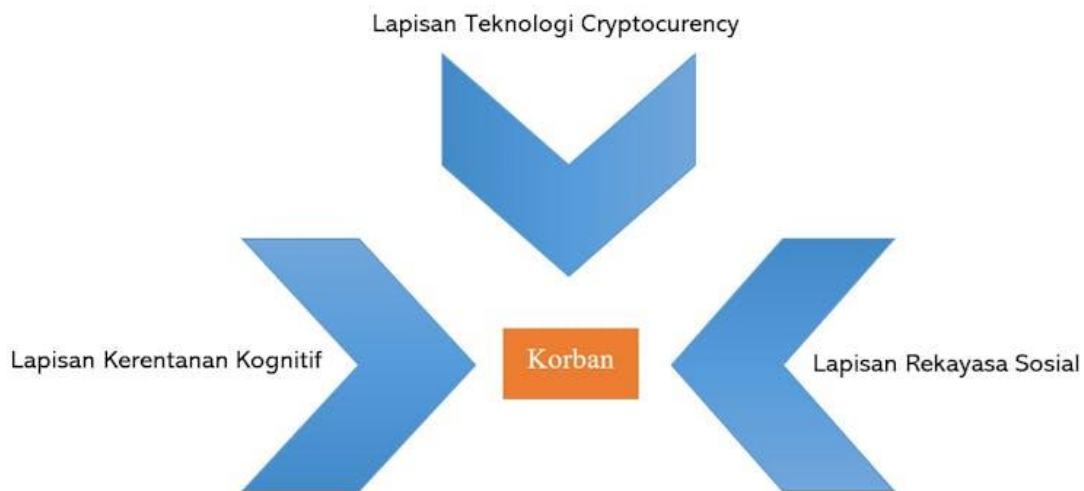 Lapisan Teknologi Cryptocurency
Lapisan Kerentanan Kognitif
Korban
Lapisan Rekayasa Sosial